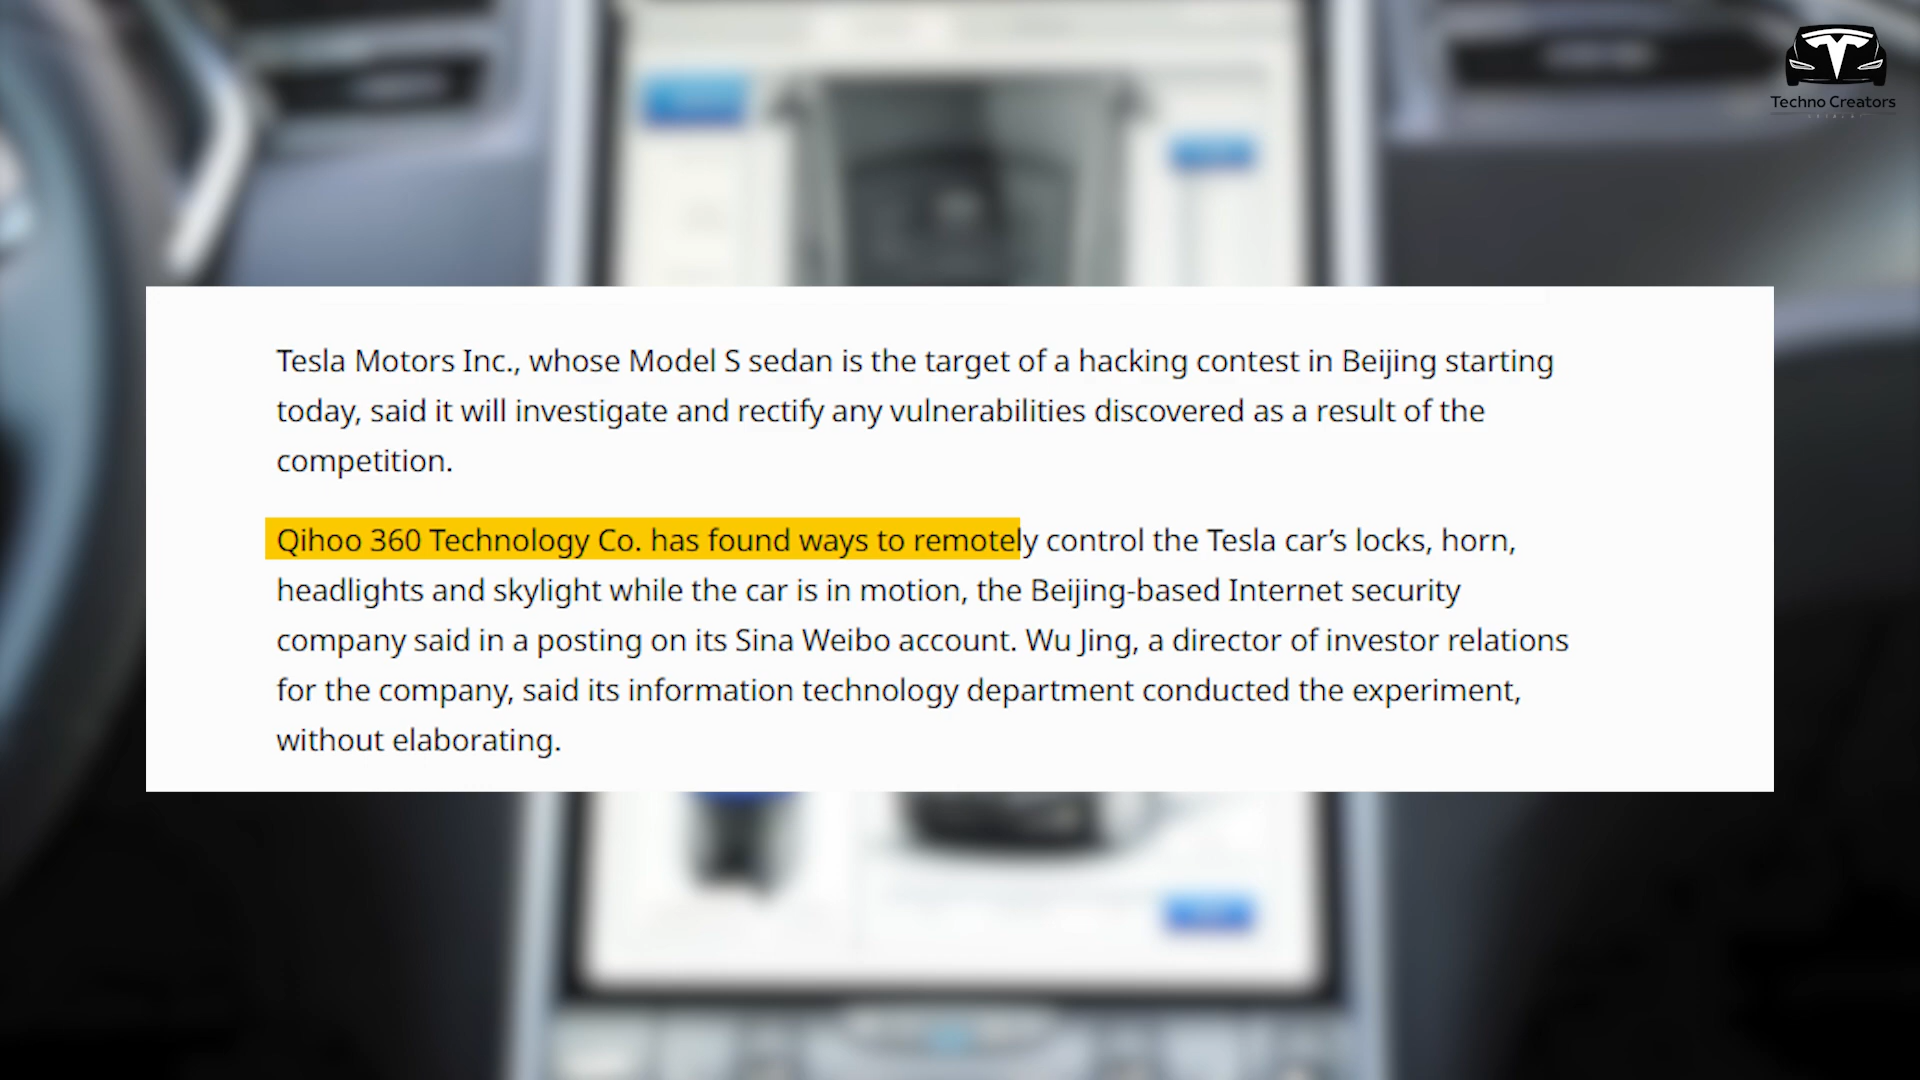 Techno Creators
Tesla Motors Inc., whose Model S sedan is the target of a hacking contest in Beijing starting
today, said it will investigate and rectify any vulnerabilities discovered as a result of the
competition.
Qihoo 360 Technology Co. has found ways to remotely control the Tesla car’s locks, horn,
headlights and skylight while the car is in motion, the Beijing-based Internet security
company said in a posting on its Sina Weibo account. Wu Jing, a director of investor relations
for the company, said its information technology department conducted the experiment,
without elaborating.